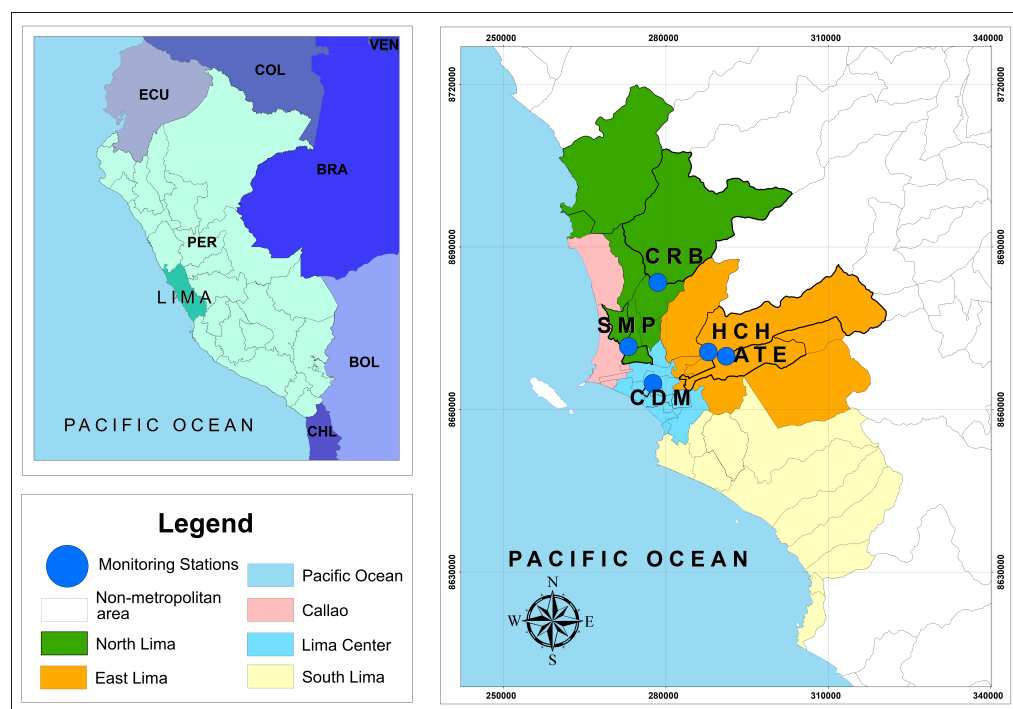 VEN
COL
ECU
BRA
PER
LIMA
BOL
PACIFIC OCEAN
CHL
Legend
Monitoring Stations
Non-metropolitan
area
North Lima
East Lima
Pacific Ocean
Callao
Lima Center
South Lima
250000
280000
310000
340000
8720000
8720000
8690000
8690000
8660000
8660000
8630000
8630000
CRB
SMP
HCH
ATE
CDM
PACIFIC OCEAN
N
W
E
S
250000
280000
310000
340000